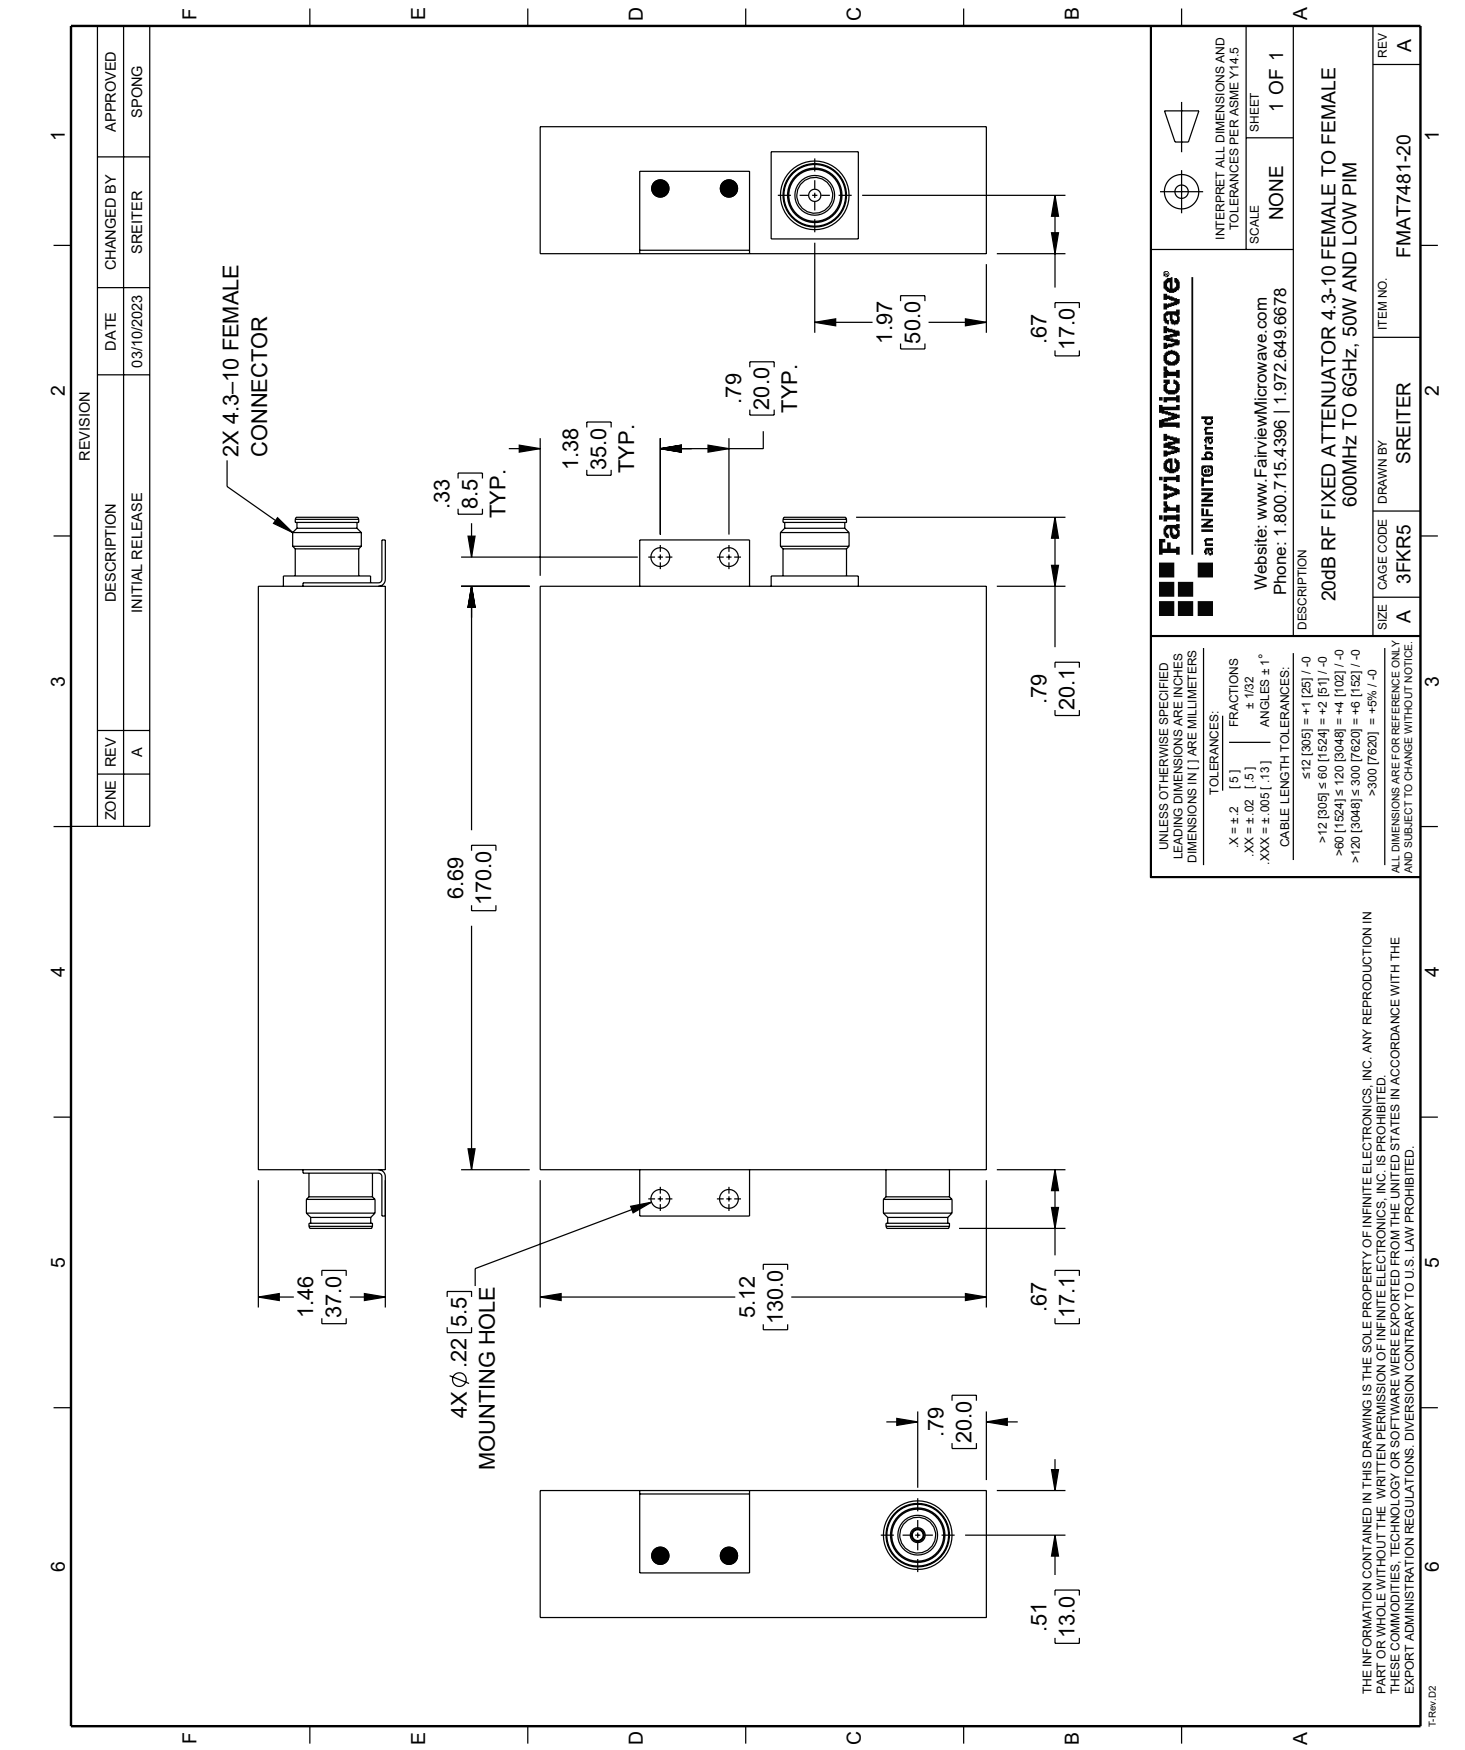 REVISION
ZONE REV DESCRIPTION DATE CHANGED BY APPROVED
A INITIAL RELEASE 03/10/2023 SREITER SPONG
6 5 4 3 2 1
F
E
D
C
B
A
2X 4.3–10 FEMALE
CONNECTOR
1.46
[37.0]
4X ∅ .22 [5.5]
MOUNTING HOLE
6.69
[170.0]
.33
[8.5]
TYP.
1.38
[35.0]
TYP.
.79
[20.0]
TYP.
5.12
[130.0]
.79
[20.0]
1.97
[50.0]
.51
[13.0]
.67
[17.1]
.79
[20.1]
.67
[17.0]
UNLESS OTHERWISE SPECIFIED
LEADING DIMENSIONS ARE INCHES
DIMENSIONS IN [ ] ARE MILLIMETERS
TOLERANCES:
.X = ±.2 [5] FRACTIONS
.XX = ±.02 [.5] ± 1/32
.XXX = ±.005 [.13] ANGLES ± 1°
CABLE LENGTH TOLERANCES:
≤12 [305] = +1 [25] / -0
>12 [305] ≤ 60 [1524] = +2 [51] / -0
>60 [1524] ≤ 120 [3048] = +4 [102] / -0
>120 [3048] ≤ 300 [7620] = +6 [152] / -0
>300 [7620] = +5% / -0
ALL DIMENSIONS ARE FOR REFERENCE ONLY
AND SUBJECT TO CHANGE WITHOUT NOTICE.
Fairview Microwave®
an INFINIT@ brand
Website: www.FairviewMicrowave.com
Phone: 1.800.715.4396 | 1.972.649.6678
INTERPRET ALL DIMENSIONS AND
TOLERANCES PER ASME Y14.5
SCALE SHEET
NONE 1 OF 1
DESCRIPTION
20dB RF FIXED ATTENUATOR 4.3-10 FEMALE TO FEMALE
600MHz TO 6GHz, 50W AND LOW PIM
SIZE CAGE CODE DRAWN BY ITEM NO. REV
A 3FKR5 SREITER FMAT7481-20 A
THE INFORMATION CONTAINED IN THIS DRAWING IS THE SOLE PROPERTY OF INFINITE ELECTRONICS, INC. ANY REPRODUCTION IN
PART OR WHOLE WITHOUT THE WRITTEN PERMISSION OF INFINITE ELECTRONICS, INC. IS PROHIBITED.
THESE COMMODITIES, TECHNOLOGY OR SOFTWARE WERE EXPORTED FROM THE UNITED STATES IN ACCORDANCE WITH THE
EXPORT ADMINISTRATION REGULATIONS. DIVERSION CONTRARY TO U.S. LAW PROHIBITED.
6 5 4 3 2 1
F
E
D
C
B
A
T-Rev.D2